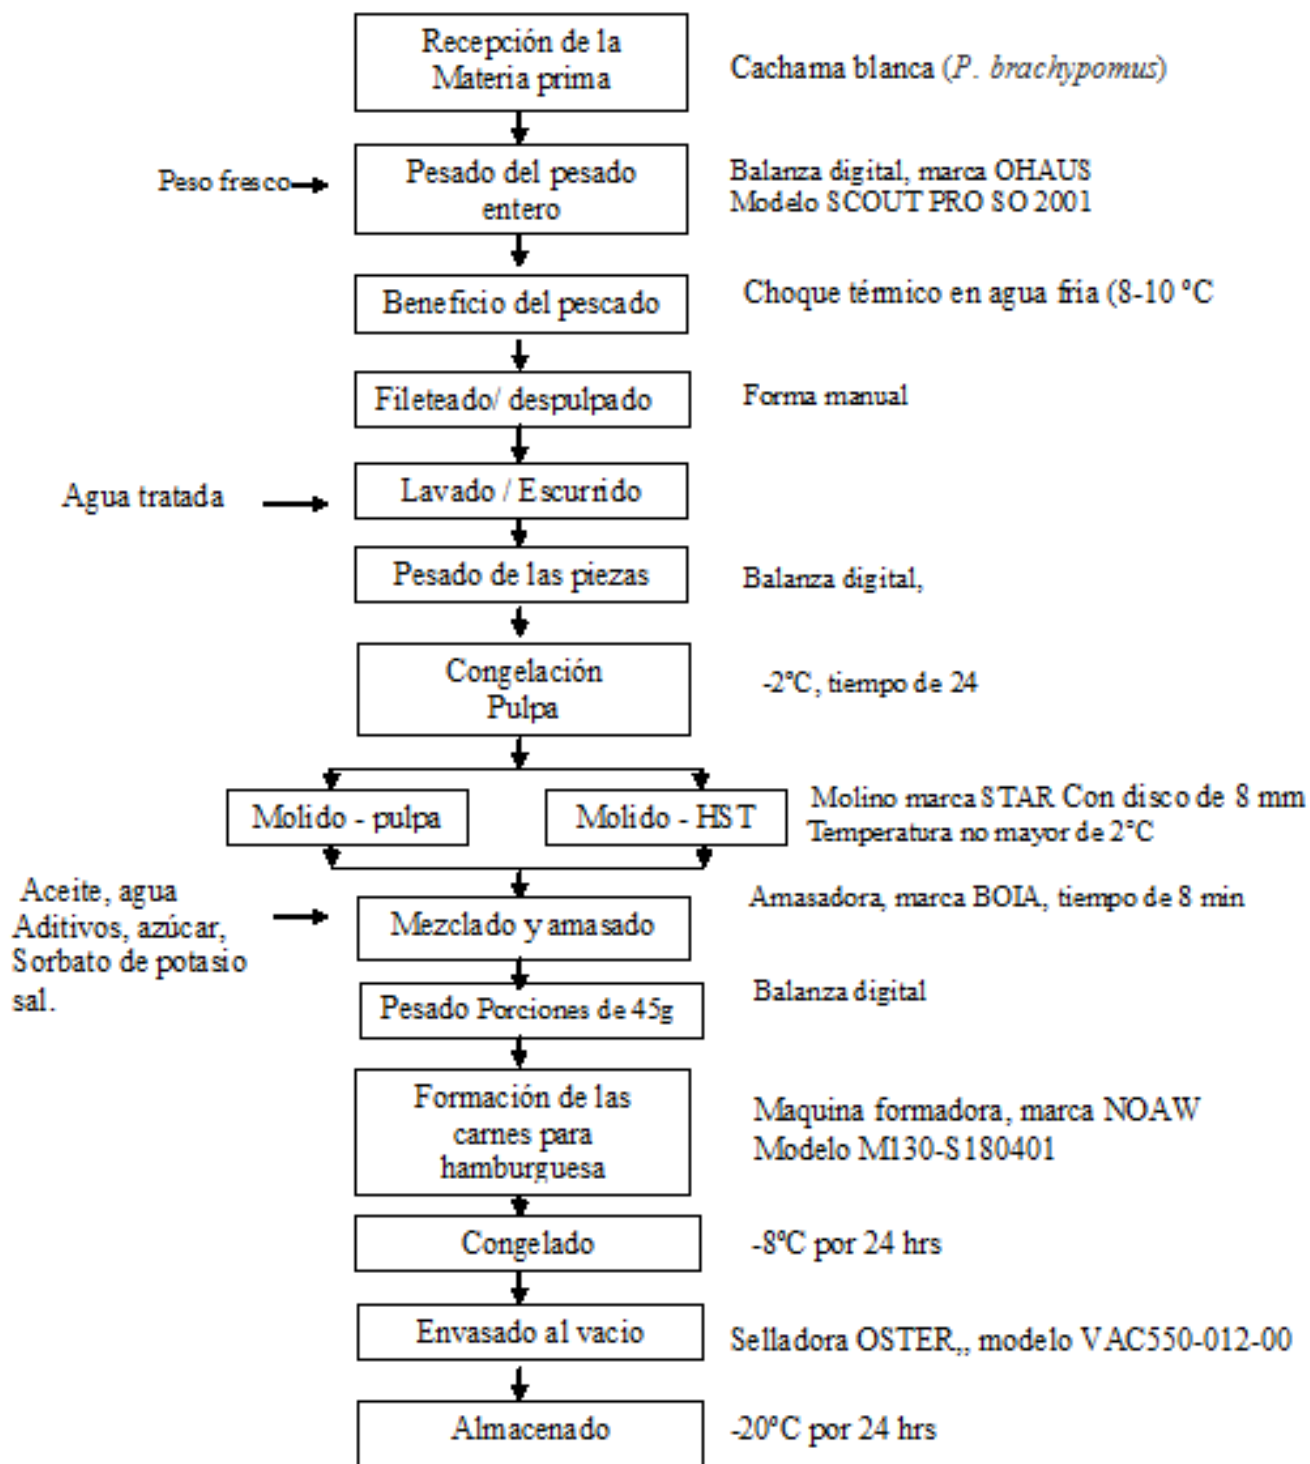 Recepción de la
Materia prima
Cachama blanca (P. brachypomus)
Peso fresco
Pesado del pesado
entero
Balanza digital, marca OHAUS
Modelo SCOUT PRO SO 2001
Beneficio del pescado
Choque térmico en agua fría (8-10 °C
Fileteado/ despulpado
Forma manual
Agua tratada
Lavado / Escurrido
Pesado de las piezas
Balanza digital,
Congelación
Pulpa
-2°C, tiempo de 24
Molido - pulpa
Molido - HST
Molino marca STAR Con disco de 8 mm
Temperatura no mayor de 2°C
Aceite, agua
Aditivos, azúcar,
Sorbato de potasio
sal.
Mezclado y amasado
Amasadora, marca BOIA, tiempo de 8 min
Pesado Porciones de 45g
Balanza digital
Formación de las
carnes para
hamburguesa
Maquina formadora, marca NOAW
Modelo M130-S180401
Congelado
-8°C por 24 hrs
Envasado al vacio
Selladora OSTER,, modelo VAC550-012-00
Almacenado
-20°C por 24 hrs